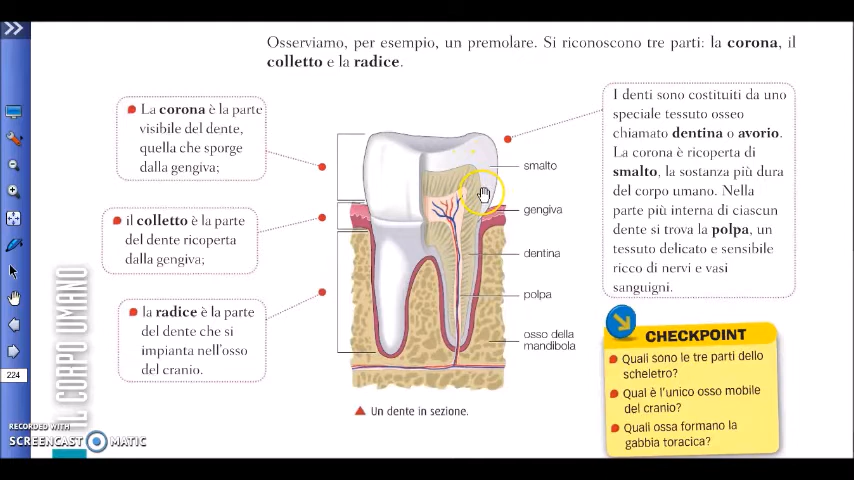 Osserviamo, per esempio, un premolare. Si riconoscono tre parti: la corona, il
colletto e la radice.
La corona è la parte
visibile del dente,
quella che sporge
dalla gengiva;
il colletto è la parte
del dente ricoperta
dalla gengiva;
la radice è la parte
del dente che si
impianta nell'osso
del cranio.
smalto
gengiva
dentina
polpa
osso della
mandibola
Un dente in sezione.
I denti sono costituiti da uno
speciale tessuto osseo
chiamato dentina o avorio.
La corona è ricoperta di
smalto, la sostanza più dura
del corpo umano. Nella
parte più interna di ciascun
dente si trova la polpa, un
tessuto delicato e sensibile
ricco di nervi e vasi
sanguigni.
CHECKPOINT
Quali sono le tre parti dello
scheletro?
Qual è l'unico osso mobile
del cranio?
Quali ossa formano la
gabbia toracica?
IL CORPO UMANO
224
RECORDED WITH
SCREENCAST MATIC